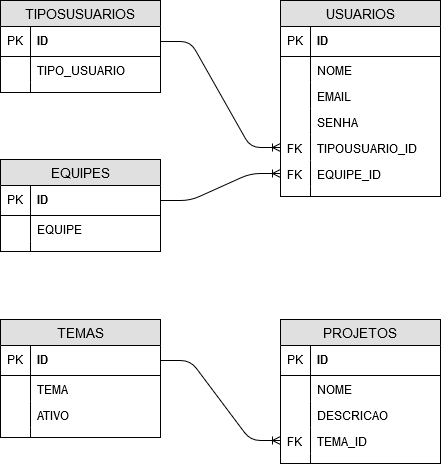 TIPOSUSUARIOS
PK ID
TIPO_USUARIO
USUARIOS
PK ID
NOME
EMAIL
SENHA
FK TIPOUSUARIO_ID
FK EQUIPE_ID
EQUIPES
PK ID
EQUIPE
TEMAS
PK ID
TEMA
ATIVO
PROJETOS
PK ID
NOME
DESCRICAO
FK TEMA_ID